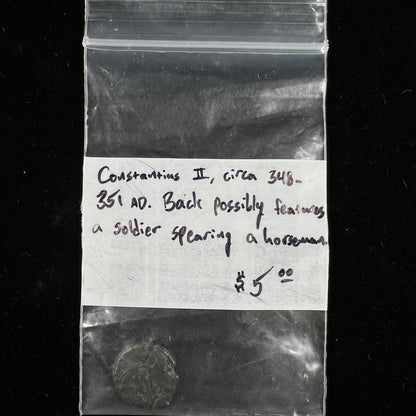 Constantius II, circa 348-
351 AD. Back possibly features
a soldier spearing a horseman.
$5.00